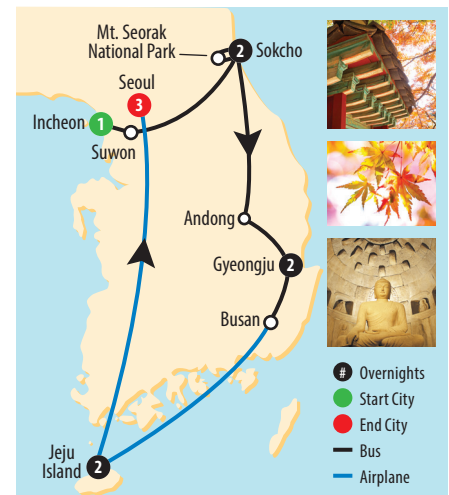 Mt. Seorak
National Park
2
Sokcho
Seoul
3
Incheon
1
Suwon
Andong
Gyeongju
2
Busan
Jeju
Island
2
# Overnights
Start City
End City
Bus
Airplane